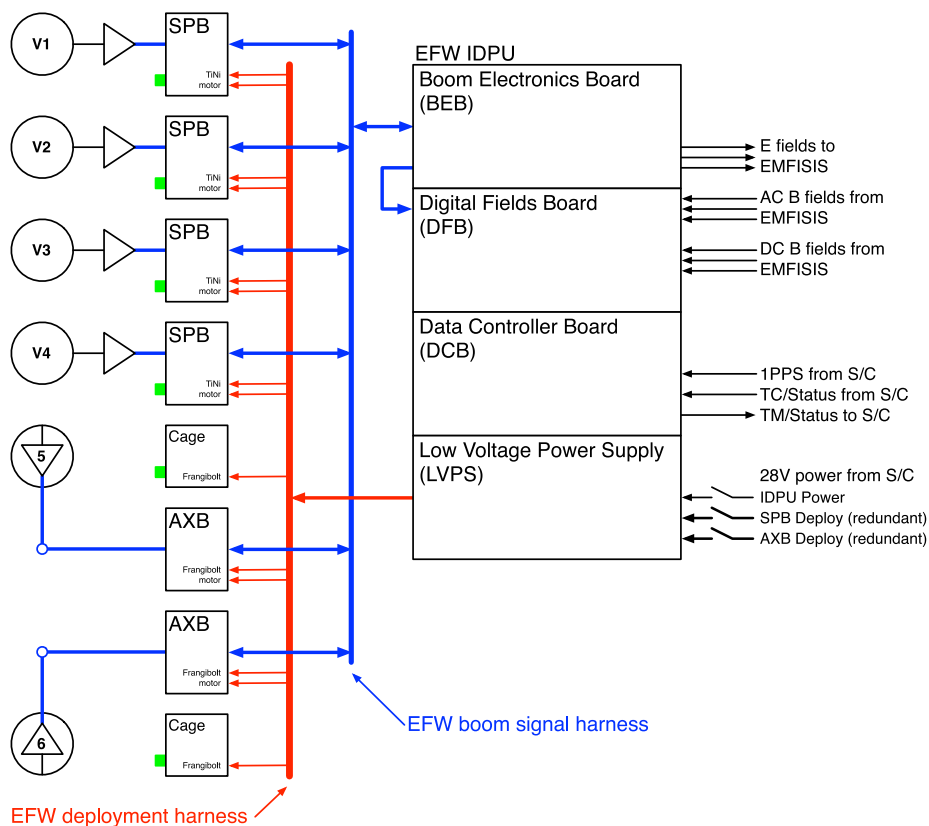 V1
SPB
TiNi
motor
V2
SPB
TiNi
motor
V3
SPB
TiNi
motor
V4
SPB
TiNi
motor
5
Cage
Frangibolt
AXB
Frangibolt
motor
AXB
Frangibolt
motor
6
Cage
Frangibolt
EFW deployment harness
EFW boom signal harness
EFW IDPU
Boom Electronics Board
(BEB)
Digital Fields Board
(DFB)
Data Controller Board
(DCB)
Low Voltage Power Supply
(LVPS)
E fields to
EMFISIS
AC B fields from
EMFISIS
DC B fields from
EMFISIS
1PPS from S/C
TC/Status from S/C
TM/Status to S/C
28V power from S/C
IDPU Power
SPB Deploy (redundant)
AXB Deploy (redundant)